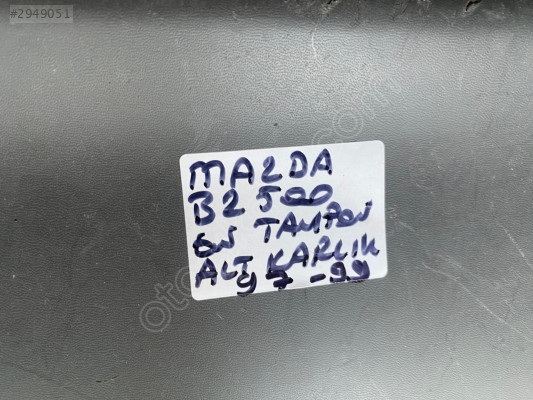 #2949051
MAZDA
B2500
ÖN TAMPON
ALT KARLIK
97-99